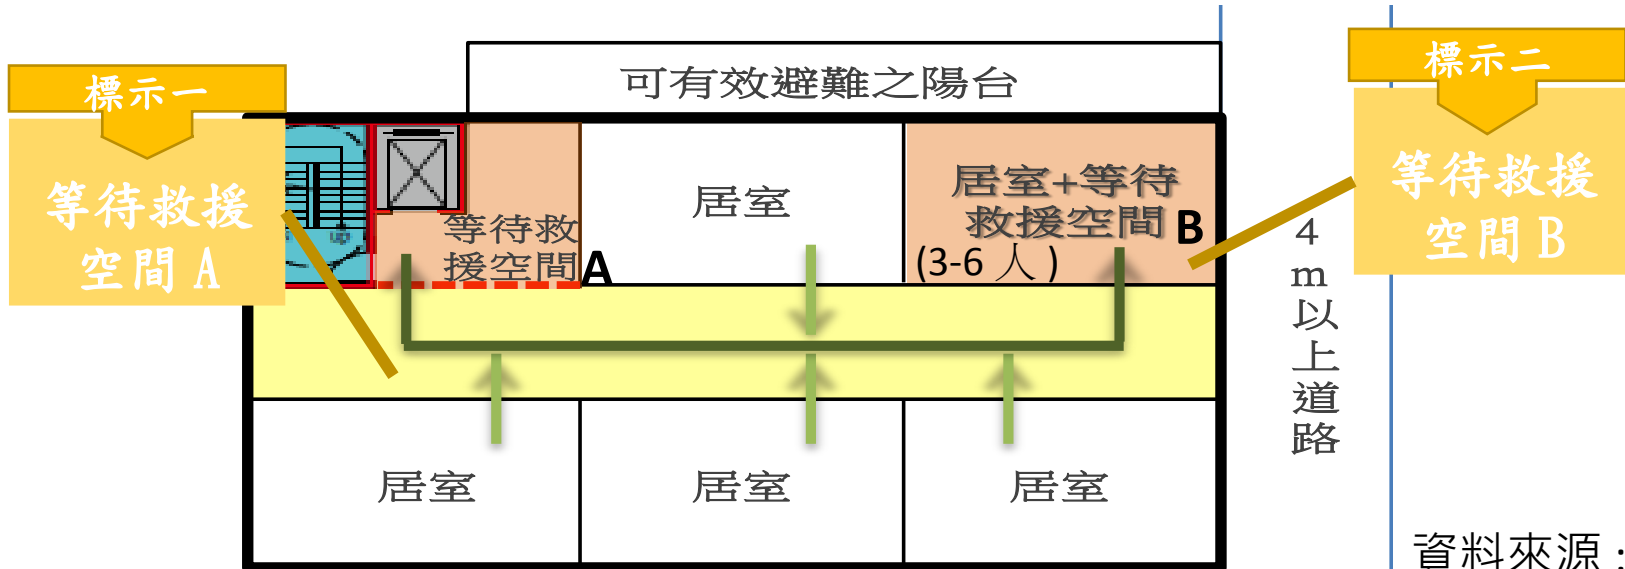 可有效避難之陽台
標示一
等待救援
空間 A
標示二
等待救援
空間 B
居室
居室+等待
救援空間 B
(3-6 人 )
等待救
援空間 A
up
4
m
以
上
道
路
居室
居室
居室
資料來源 :